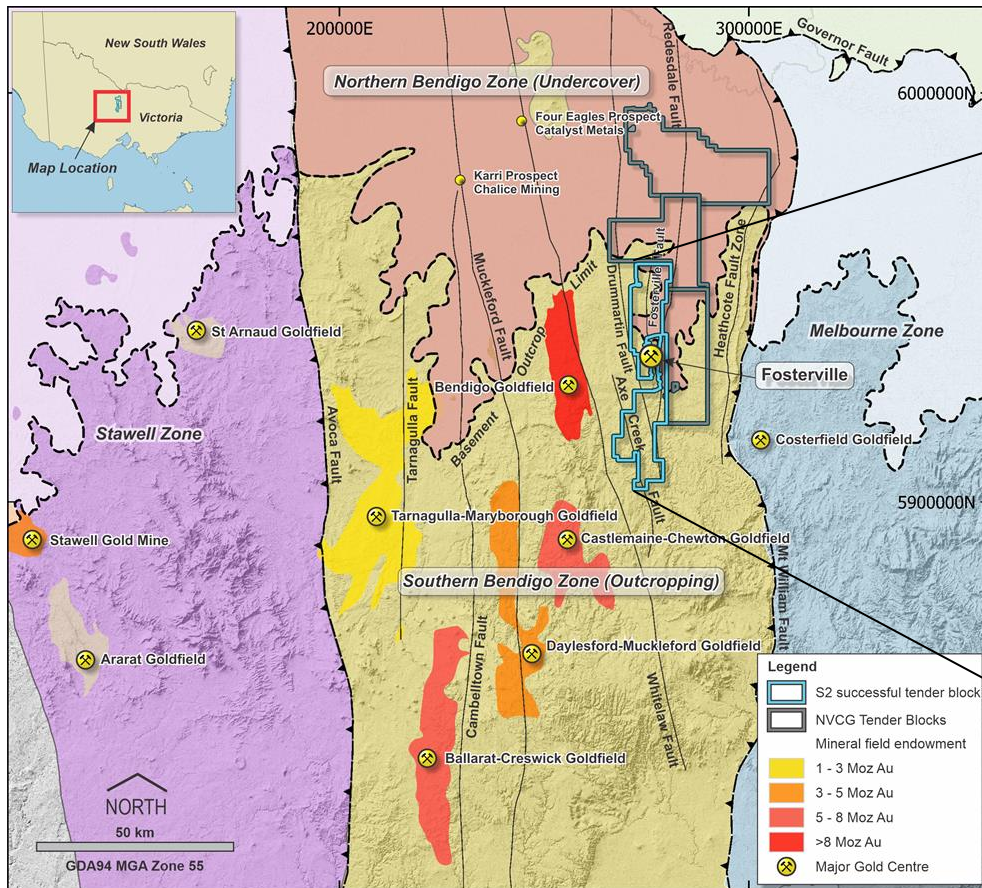 New South Wales
Victoria
Map Location
200000E
300000E
Governor Fault
6000000N
Northern Bendigo Zone (Undercover)
Redesdale Fault
Four Eagles Prospect
Catalyst Metals
Karri Prospect
Chalice Mining
Muckleford Fault
Outcrop
Limit
Basement
Drummartin Fault
Fosterville Fault
Heathcote Fault Zone
St Arnaud Goldfield
Melbourne Zone
Bendigo Goldfield
Fosterville
Axe
Creek
Fault
Stawell Zone
Avoca Fault
Tarnagulla Fault
Costerfield Goldfield
5900000N
Tarnagulla-Maryborough Goldfield
Stawell Gold Mine
Castlemaine-Chewton Goldfield
Southern Bendigo Zone (Outcropping)
Mt William Fault
Ararat Goldfield
Daylesford-Muckleford Goldfield
Cambelltown Fault
Whitelaw Fault
Ballarat-Creswick Goldfield
NORTH
50 km
GDA94 MGA Zone 55
Legend
S2 successful tender block
NVCG Tender Blocks
Mineral field endowment
1 - 3 Moz Au
3 - 5 Moz Au
5 - 8 Moz Au
>8 Moz Au
Major Gold Centre